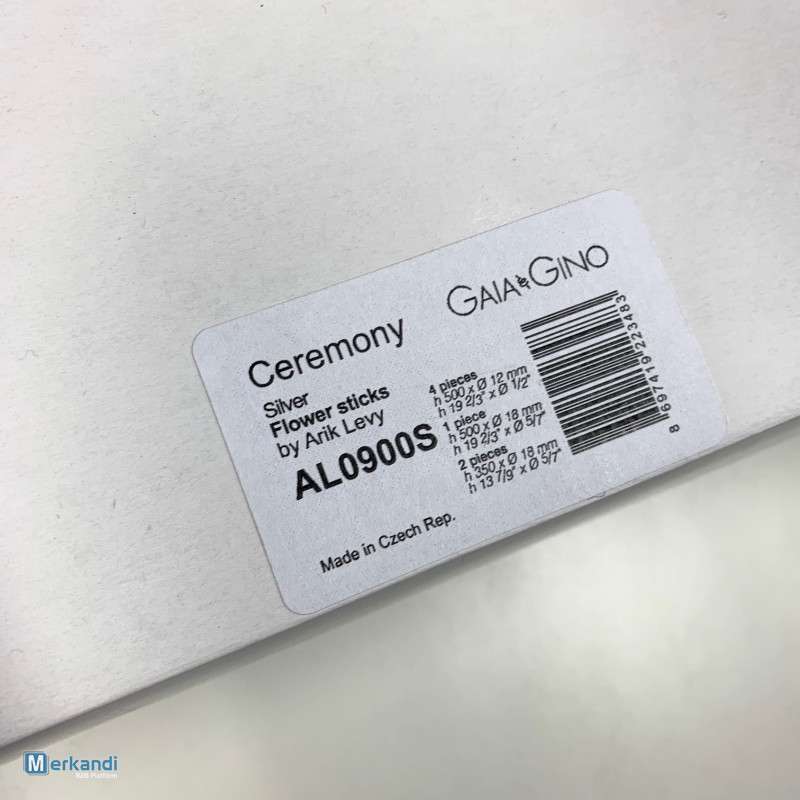 GAIA & GINO
Ceremony
Silver
Flower sticks
by Arik Levy
AL0900S
4 pieces
h 500 x Ø 12 mm
h 19 2/3" x Ø 1/2"
1 piece
h 500 x Ø 18 mm
h 19 2/3" x Ø 5/7"
2 pieces
h 350 x Ø 18 mm
h 13 7/9" x Ø 5/7"
8 697419 223483
Made in Czech Rep.
Merkandi
B2B Platform